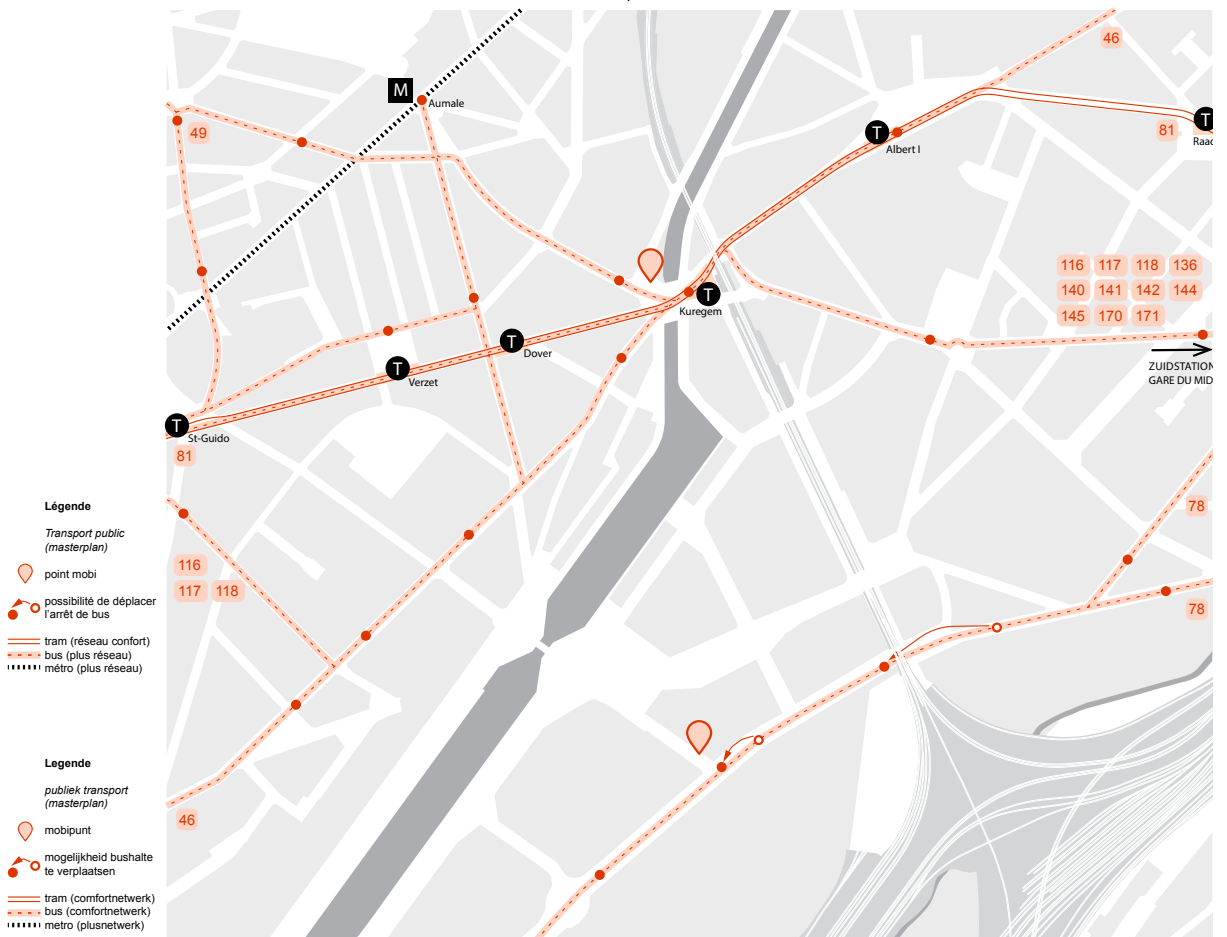 46
M
Aumale
49
T
Albert I
81
T
Raad
116 117 118 136
140 141 142 144
145 170 171
T
Kuregem
ZUIDSTATION
GARE DU MIDI
T
Dover
T
Verzet
T
St-Guido
81
78
116
117 118
78
46
Légende
Transport public
(masterplan)
point mobi
possibilité de déplacer
l'arrêt de bus
tram (réseau confort)
bus (plus réseau)
métro (plus réseau)
Legende
publiek transport
(masterplan)
mobipunt
mogelijkheid bushalte
te verplaatsen
tram (comfortnetwerk)
bus (comfortnetwerk)
metro (plusnetwerk)